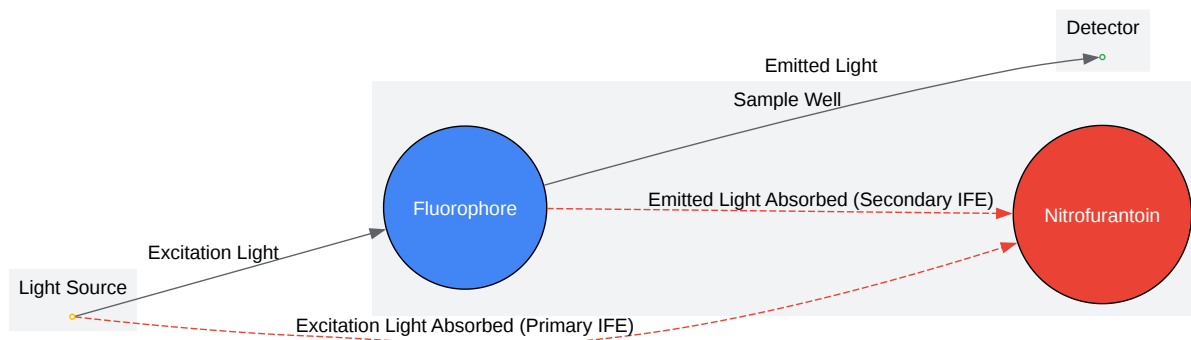 Detector
Emitted Light
Sample Well
Fluorophore
Emitted Light Absorbed (Secondary IFE)
Nitrofurantoin
Excitation Light
Light Source
Excitation Light Absorbed (Primary IFE)